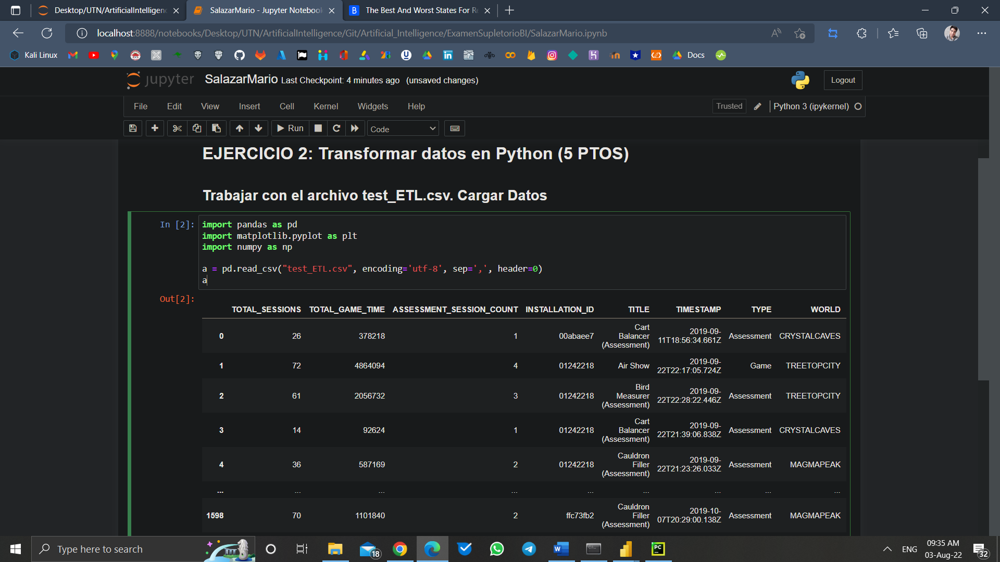 Desktop/UTN/ArtificialIntelligenc
SalazarMario - Jupyter Notebook
The Best And Worst States For Re
localhost:8888/notebooks/Desktop/UTN/ArtificialIntelligence/Git/Artificial_Intelligence/ExamenSupletorioBI/SalazarMario.ipynb
Kali Linux
Docs
jupyter SalazarMario Last Checkpoint: 4 minutes ago (unsaved changes)
Logout
File Edit View Insert Cell Kernel Widgets Help
Trusted
Python 3 (ipykernel)
Run
Code
EJERCICIO 2: Transformar datos en Python (5 PTOS)
Trabajar con el archivo test_ETL.csv. Cargar Datos
In [2]: import pandas as pd
import matplotlib.pyplot as plt
import numpy as np
a = pd.read_csv("test_ETL.csv", encoding='utf-8', sep=',', header=0)
a
Out[2]:
TOTAL_SESSIONS TOTAL_GAME_TIME ASSESSMENT_SESSION_COUNT INSTALLATION_ID TITLE TIMESTAMP TYPE WORLD
0 26 378218 1 00abaee7 Cart Balancer (Assessment) 2019-09-11T18:56:34.661Z Assessment CRYSTALCAVES
1 72 4864094 4 01242218 Air Show 2019-09-22T22:17:05.724Z Game TREETOPCITY
2 61 2056732 3 01242218 Bird Measurer (Assessment) 2019-09-22T22:28:22.446Z Assessment TREETOPCITY
3 14 92624 1 01242218 Cart Balancer (Assessment) 2019-09-22T21:39:06.838Z Assessment CRYSTALCAVES
4 36 587169 2 01242218 Cauldron Filler (Assessment) 2019-09-22T21:23:26.033Z Assessment MAGMAPEAK
... ... ... ... ... ... ... ... ...
1598 70 1101840 2 ffc73fb2 Cauldron Filler (Assessment) 2019-10-07T20:29:00.138Z Assessment MAGMAPEAK
Type here to search
18
ENG
09:35 AM
03-Aug-22
32